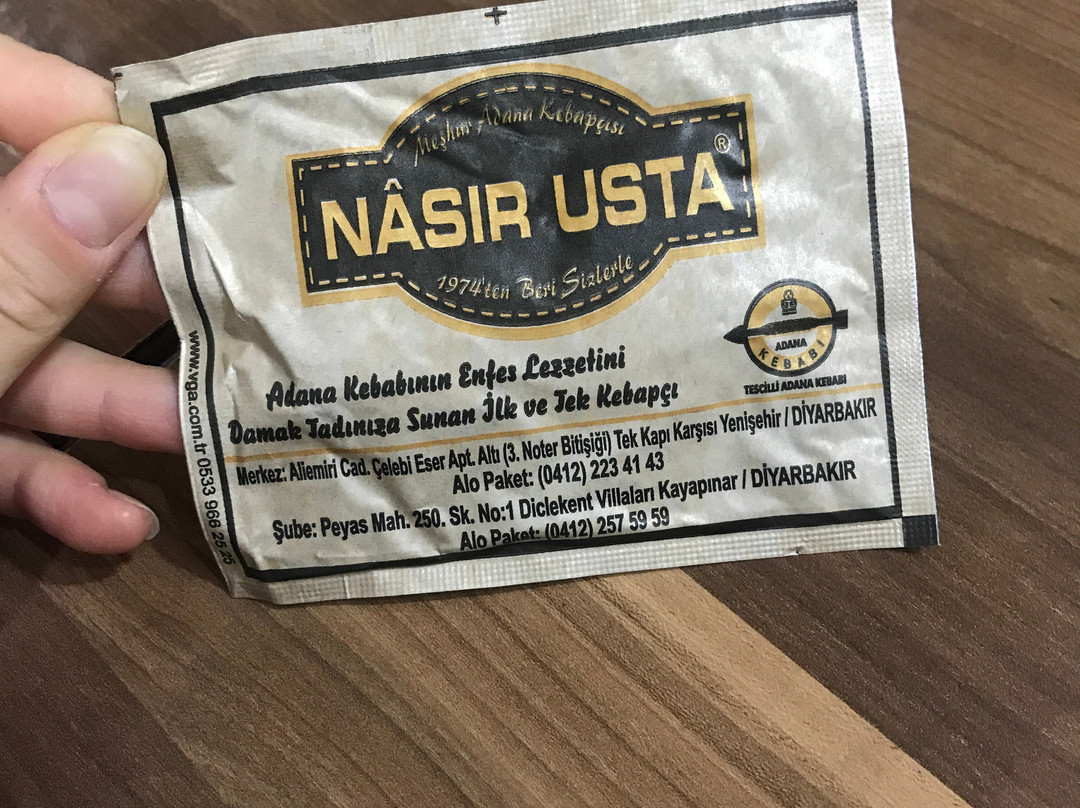 Meşhur Adana Kebapçısı
NÂSIR USTA®
1974'ten Beri Sizlerle
ADANA
KEBABI
TESCİLLİ ADANA KEBABI
Adana Kebabının Enfes Lezzetini
Damak Tadınıza Sunan İlk ve Tek Kebapçı
Merkez: Aliemiri Cad. Çelebi Eser Apt. Altı (3. Noter Bitişiği) Tek Kapı Karşısı Yenişehir / DİYARBAKIR
Alo Paket: (0412) 223 41 43
Şube: Peyas Mah. 250. Sk. No:1 Diclekent Villaları Kayapınar / DİYARBAKIR
Alo Paket: (0412) 257 59 59
www.vga.com.tr 0533 966 25 25